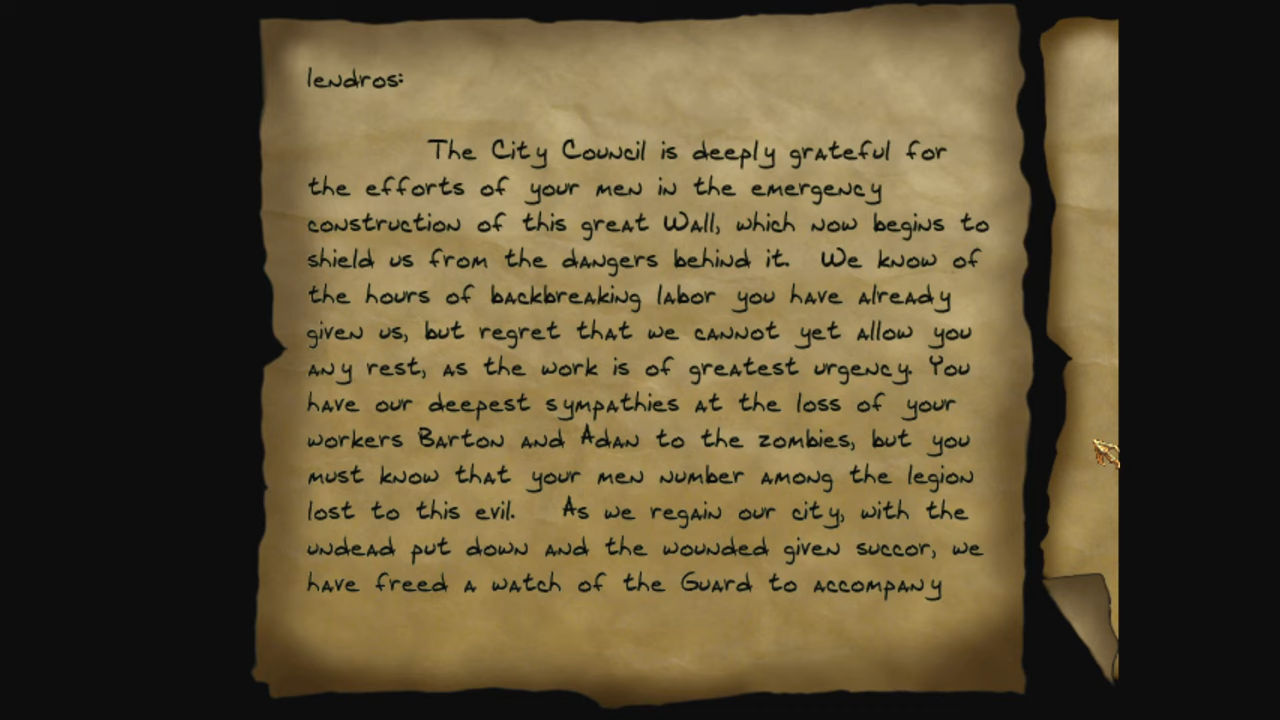 lendros:
The City Council is deeply grateful for
the efforts of your men in the emergency
construction of this great Wall, which now begins to
shield us from the dangers behind it. We know of
the hours of backbreaking labor you have already
given us, but regret that we cannot yet allow you
any rest, as the work is of greatest urgency. You
have our deepest sympathies at the loss of your
workers Barton and Adan to the zombies, but you
must know that your men number among the legion
lost to this evil. As we regain our city, with the
undead put down and the wounded given succor, we
have freed a watch of the Guard to accompany